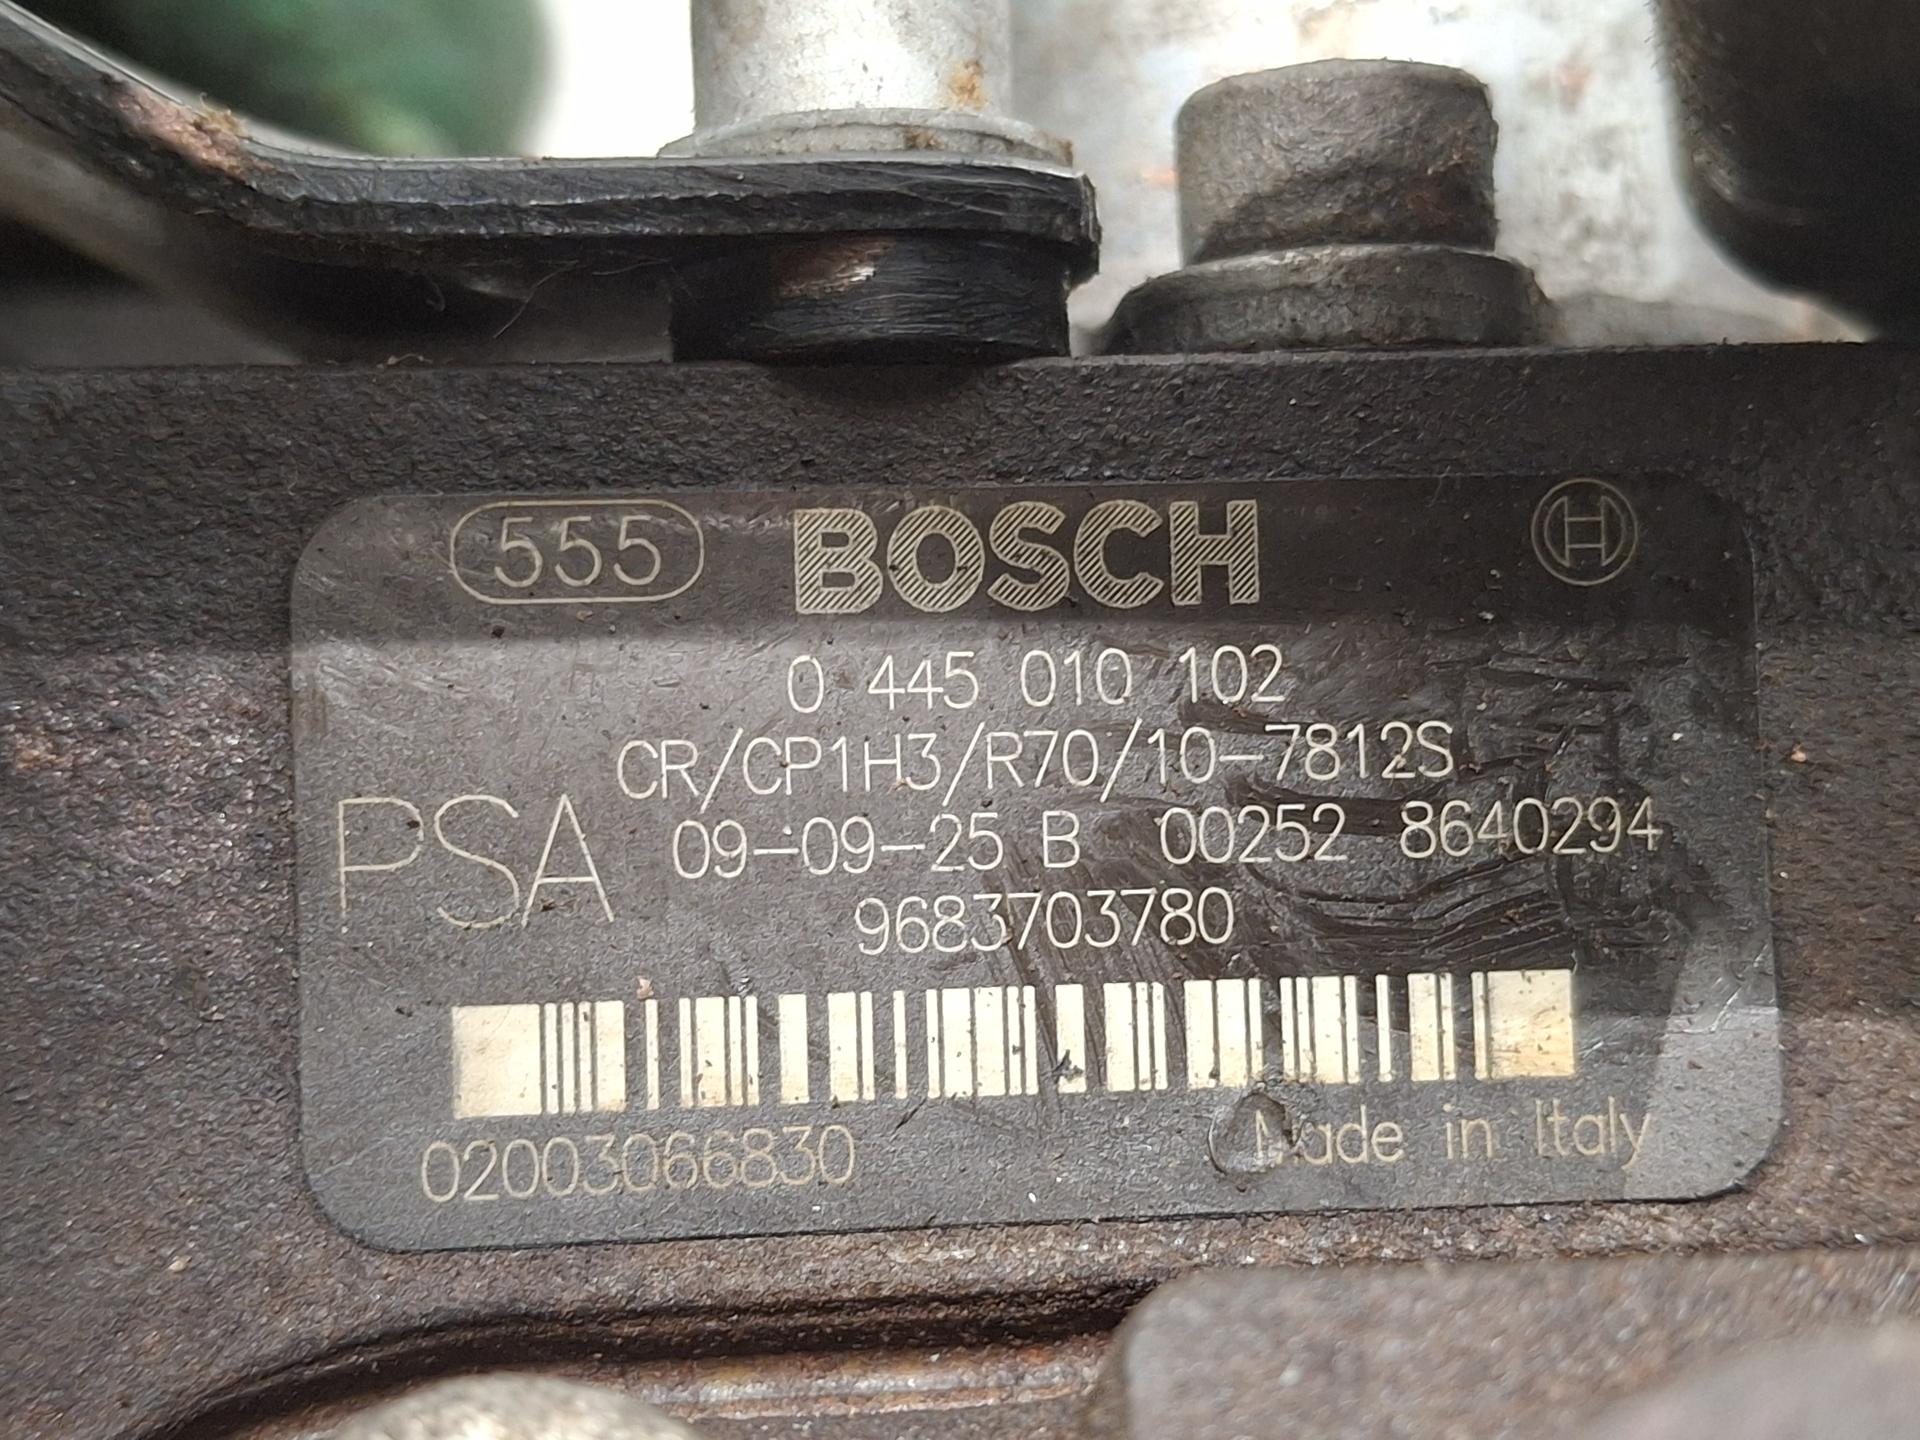 555 BOSCH
0 445 010 102
CR/CP1H3/R70/10-7812S
PSA 09-09-25 B 00252 8640294
9683703780
02003066830 Made in Italy